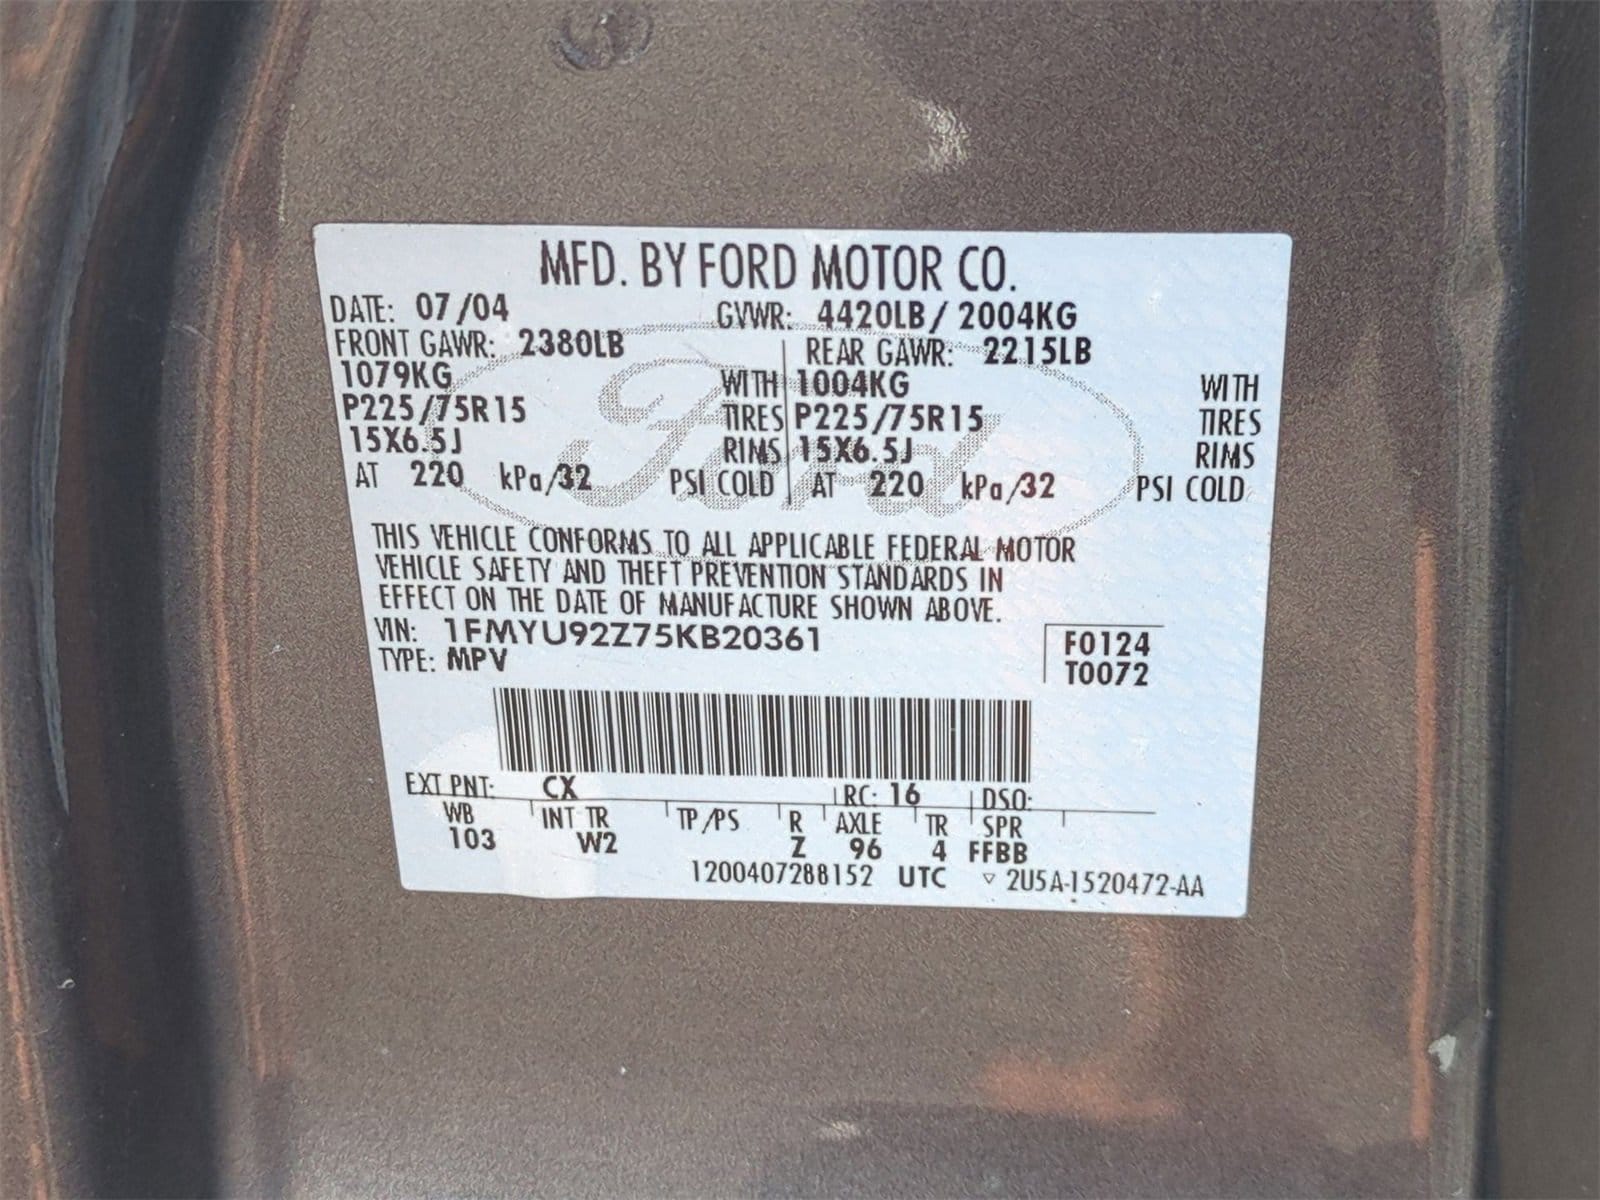 MFD. BY FORD MOTOR CO.
DATE: 07/04 GVWR: 4420LB / 2004KG
FRONT GAWR: 2380LB REAR GAWR: 2215LB
1079KG WITH 1004KG WITH
P225/75R15 TIRES P225/75R15 TIRES
15X6.5J RIMS 15X6.5J RIMS
AT 220 kPa/32 PSI COLD AT 220 kPa/32 PSI COLD
Ford
THIS VEHICLE CONFORMS TO ALL APPLICABLE FEDERAL MOTOR
VEHICLE SAFETY AND THEFT PREVENTION STANDARDS IN
EFFECT ON THE DATE OF MANUFACTURE SHOWN ABOVE.
VIN: 1FMYU92Z75KB20361 F0124
TYPE: MPV T0072
EXT PNT: CX RC: 16 DSO:
WB INT TR TP/PS R AXLE TR SPR
103 W2 Z 96 4 FFBB
1200407288152 UTC ▽ 2U5A-1520472-AA